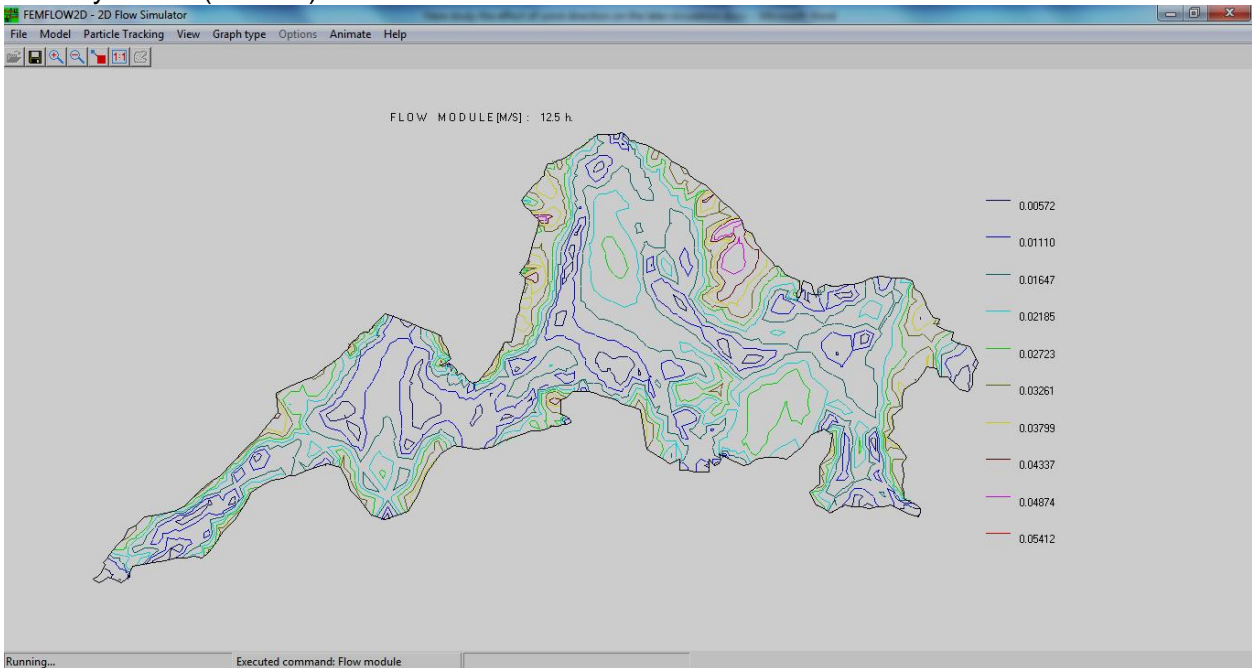 FEMFLOW2D - 2D Flow Simulator
File Model Particle Tracking View Graph type Options Animate Help
1:1
FLOW MODULE[M/S] : 12.5 h.
0.00572
0.01110
0.01647
0.02185
0.02723
0.03261
0.03799
0.04337
0.04874
0.05412
Running... Executed command: Flow module